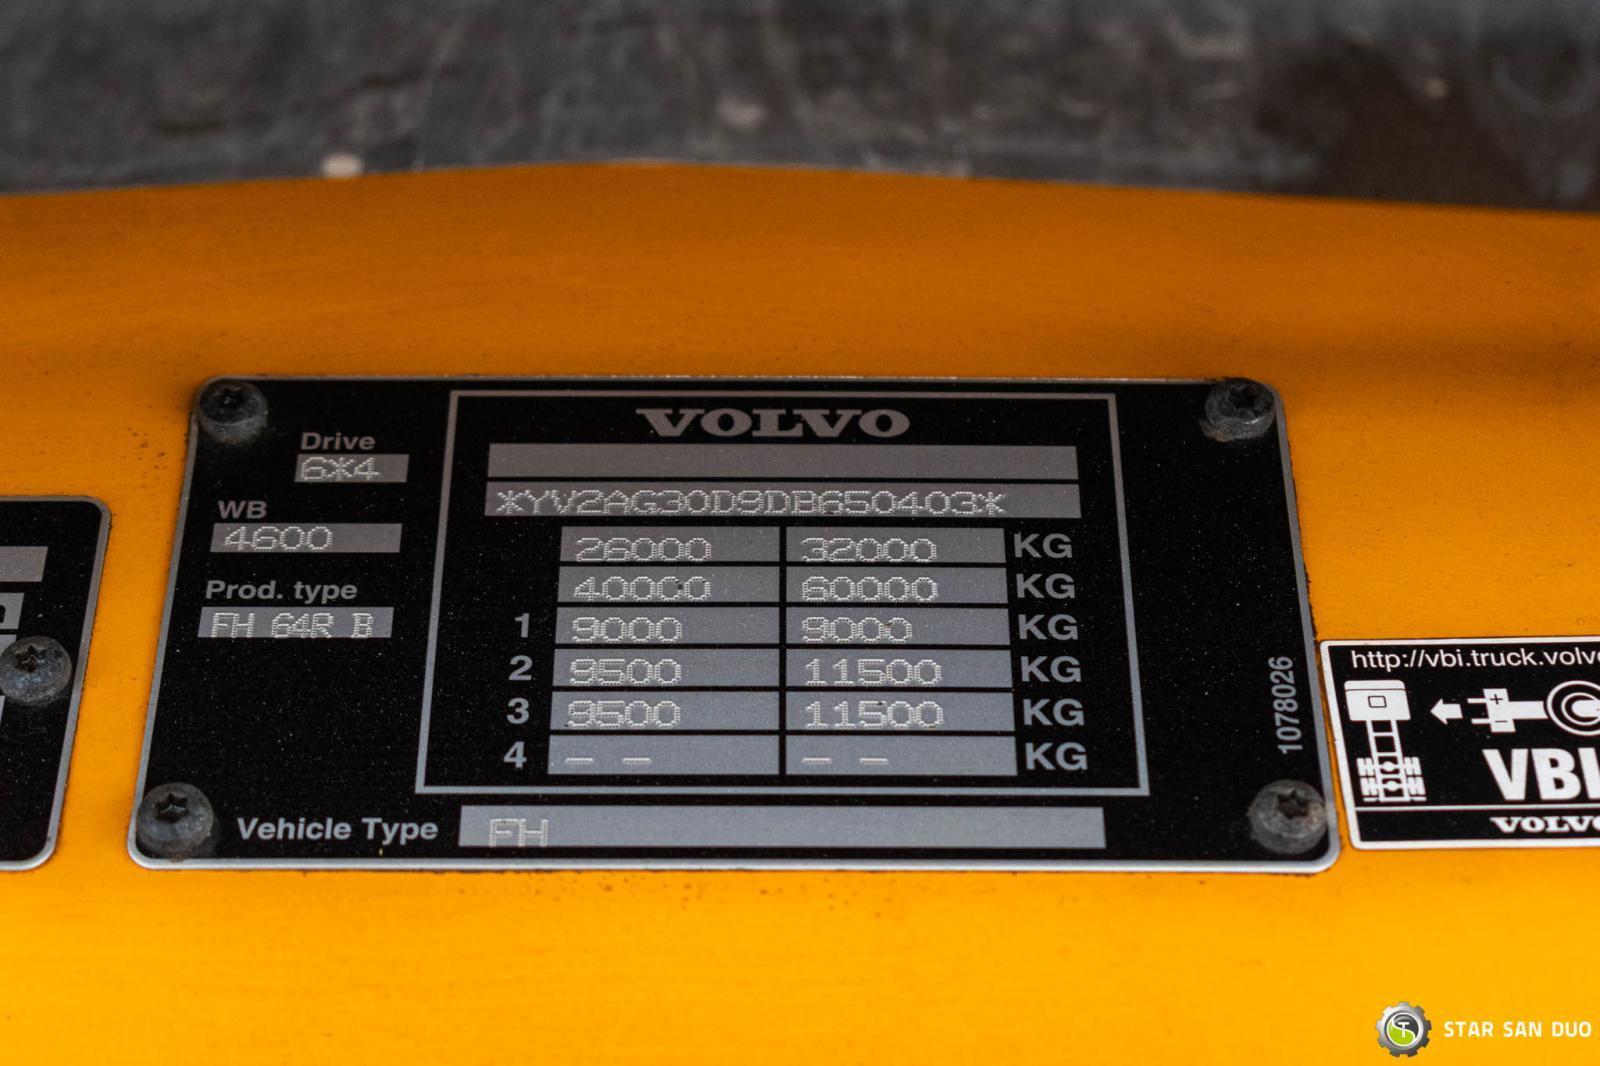 VOLVO
Drive
6X4
WB
4600
Prod. type
FH 64R B
*YV2AG30D9DB650403*
26000 32000 KG
40000 60000 KG
1 9000 9000 KG
2 9500 11500 KG
3 9500 11500 KG
4 – – – – KG
Vehicle Type FH
1078026
http://vbi.truck.volvo
VBI
VOLVO
STAR SAN DUO